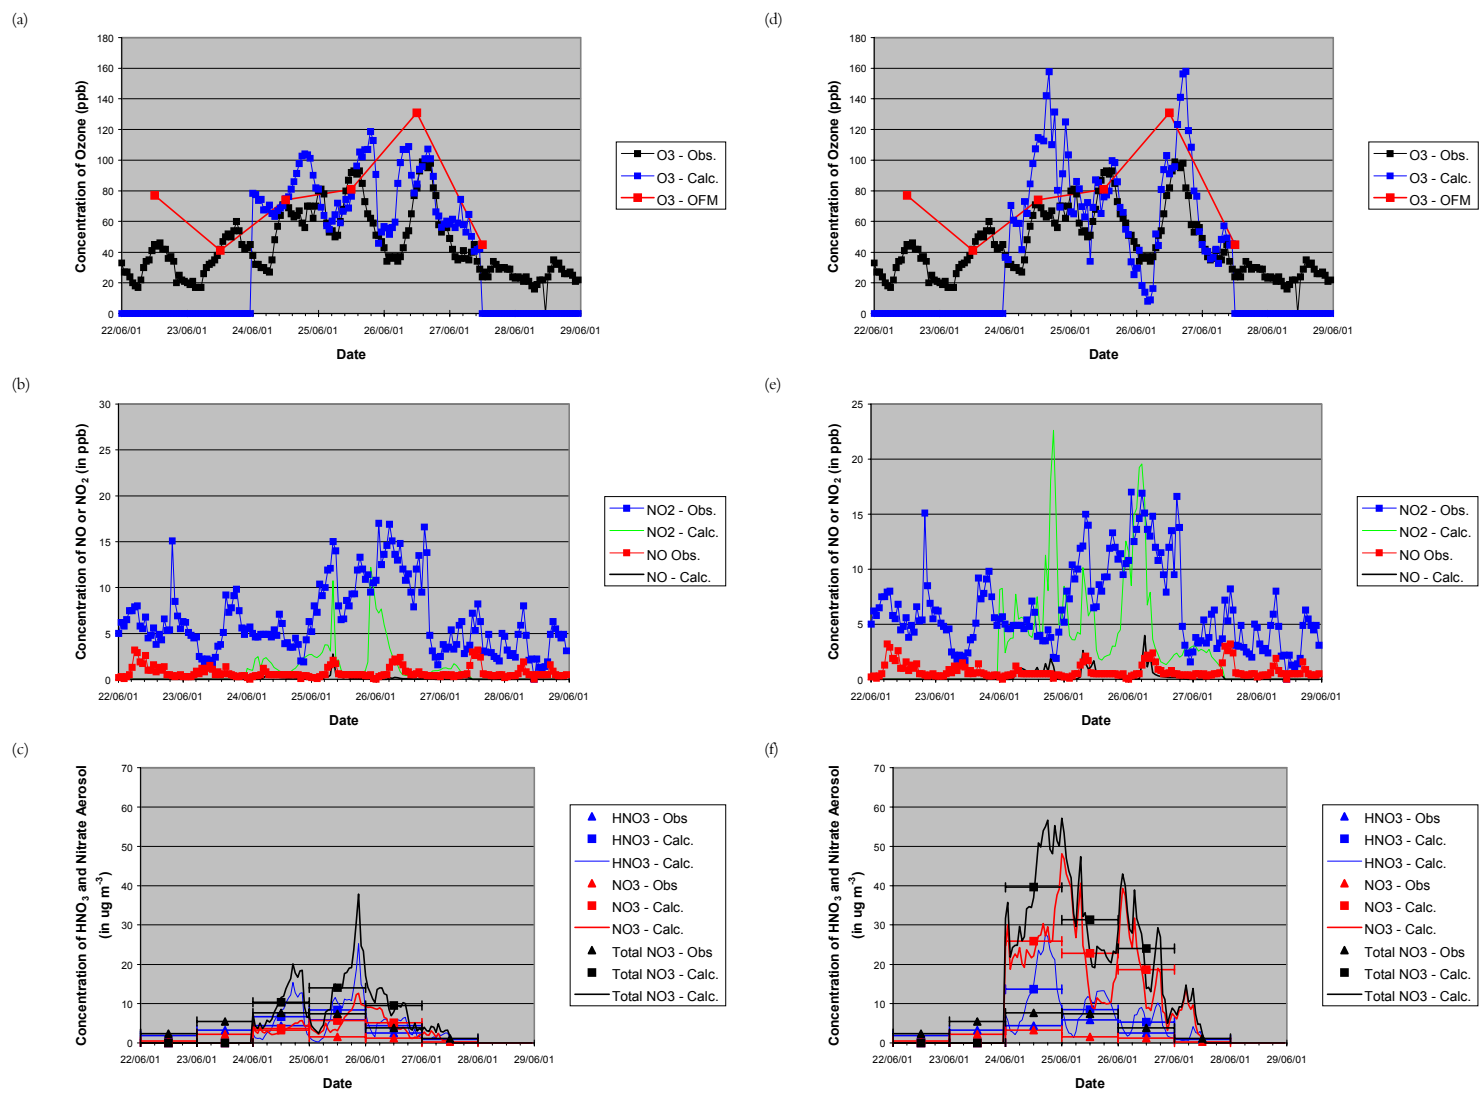 (a)
180
160
140
120
100
80
60
40
20
0
22/06/01 23/06/01 24/06/01 25/06/01 26/06/01 27/06/01 28/06/01 29/06/01
Concentration of Ozone (ppb)
Date
O3 - Obs.
O3 - Calc.
O3 - OFM
(d)
180
160
140
120
100
80
60
40
20
0
22/06/01 23/06/01 24/06/01 25/06/01 26/06/01 27/06/01 28/06/01 29/06/01
Concentration of Ozone (ppb)
Date
O3 - Obs.
O3 - Calc.
O3 - OFM
(b)
30
25
20
15
10
5
0
22/06/01 23/06/01 24/06/01 25/06/01 26/06/01 27/06/01 28/06/01 29/06/01
Concentration of NO or NO2 (in ppb)
Date
NO2 - Obs.
NO2 - Calc.
NO Obs.
NO - Calc.
(e)
25
20
15
10
5
0
22/06/01 23/06/01 24/06/01 25/06/01 26/06/01 27/06/01 28/06/01 29/06/01
Concentration of NO or NO2 (in ppb)
Date
NO2 - Obs.
NO2 - Calc.
NO Obs.
NO - Calc.
(c)
70
60
50
40
30
20
10
0
22/06/01 23/06/01 24/06/01 25/06/01 26/06/01 27/06/01 28/06/01 29/06/01
Concentration of HNO3 and Nitrate Aerosol
(in ug m-3)
Date
HNO3 - Obs
HNO3 - Calc.
HNO3 - Calc.
NO3 - Obs
NO3 - Calc.
NO3 - Calc.
Total NO3 - Obs
Total NO3 - Calc.
Total NO3 - Calc.
(f)
70
60
50
40
30
20
10
0
22/06/01 23/06/01 24/06/01 25/06/01 26/06/01 27/06/01 28/06/01 29/06/01
Concentration of HNO3 and Nitrate Aerosol
(in ug m-3)
Date
HNO3 - Obs
HNO3 - Calc.
HNO3 - Calc.
NO3 - Obs
NO3 - Calc.
NO3 - Calc.
Total NO3 - Obs
Total NO3 - Calc.
Total NO3 - Calc.